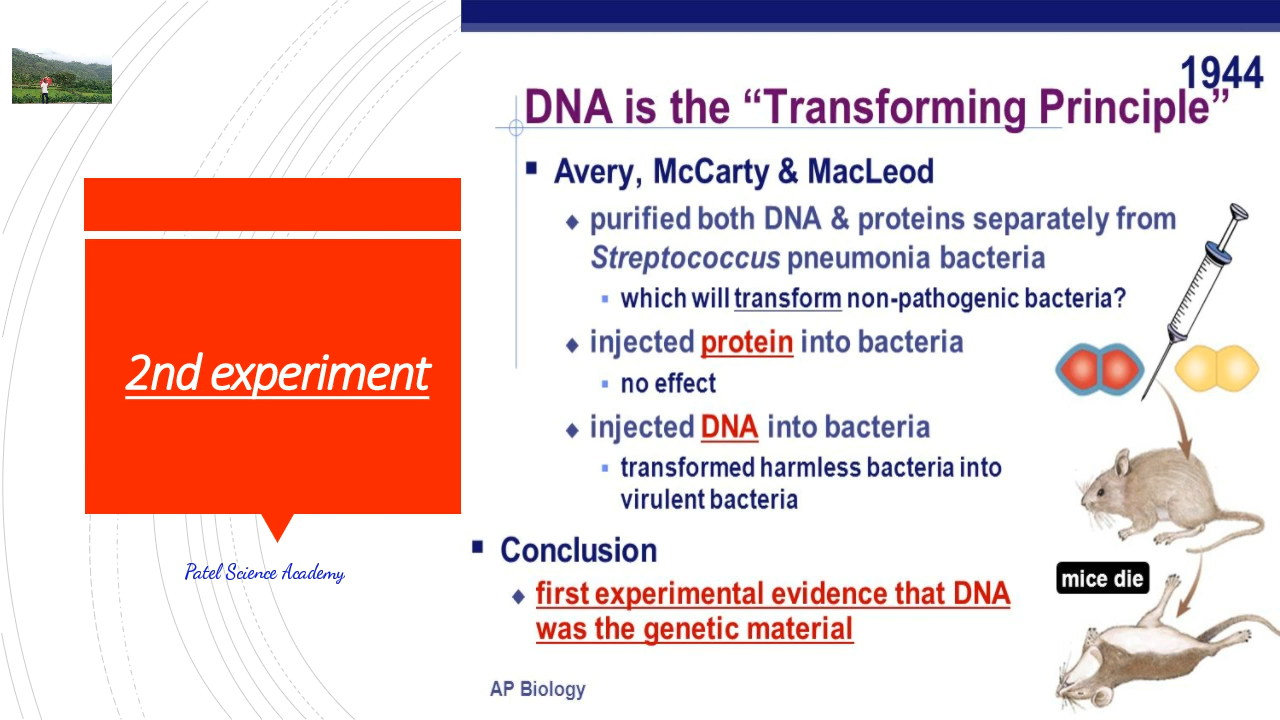 2nd experiment
Patel Science Academy
1944
DNA is the “Transforming Principle”
Avery, McCarty & MacLeod
purified both DNA & proteins separately from
Streptococcus pneumonia bacteria
which will transform non-pathogenic bacteria?
injected protein into bacteria
no effect
injected DNA into bacteria
transformed harmless bacteria into
virulent bacteria
Conclusion
first experimental evidence that DNA
was the genetic material
mice die
AP Biology